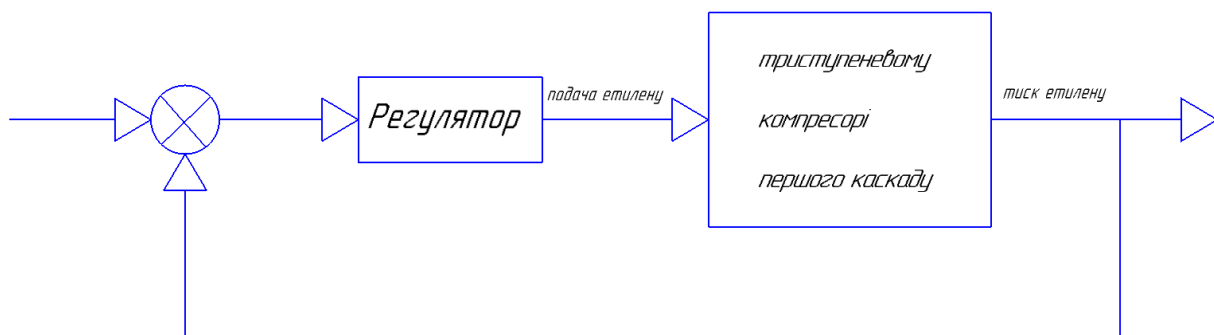 Регулятор
подача етилену
триступеневому
компресорі
першого каскаду
тиск етилену